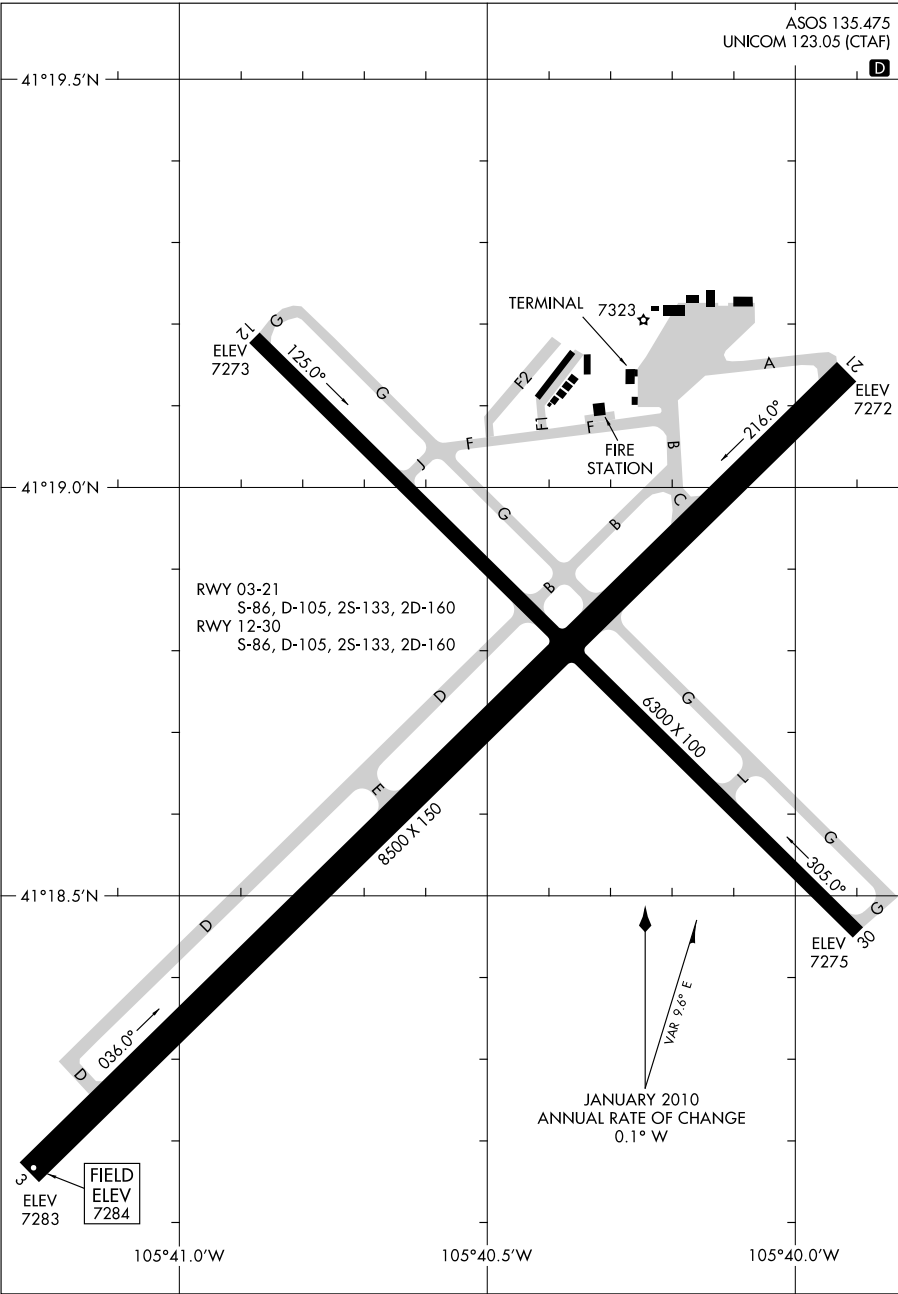 ASOS 135.475
UNICOM 123.05 (CTAF)
D
41°19.5'N
TERMINAL
7323
12
G
ELEV
7273
125.0°
G
F2
F1
F
F
J
FIRE
STATION
A
21
ELEV
7272
216.0°
B
C
41°19.0'N
G
B
B
RWY 03-21
S-86, D-105, 2S-133, 2D-160
RWY 12-30
S-86, D-105, 2S-133, 2D-160
D
G
6300 X 100
L
E
8500 X 150
G
305.0°
41°18.5'N
G
30
ELEV
7275
D
VAR 9.6° E
036.0°
D
JANUARY 2010
ANNUAL RATE OF CHANGE
0.1° W
3
ELEV
7283
FIELD
ELEV
7284
105°41.0'W
105°40.5'W
105°40.0'W